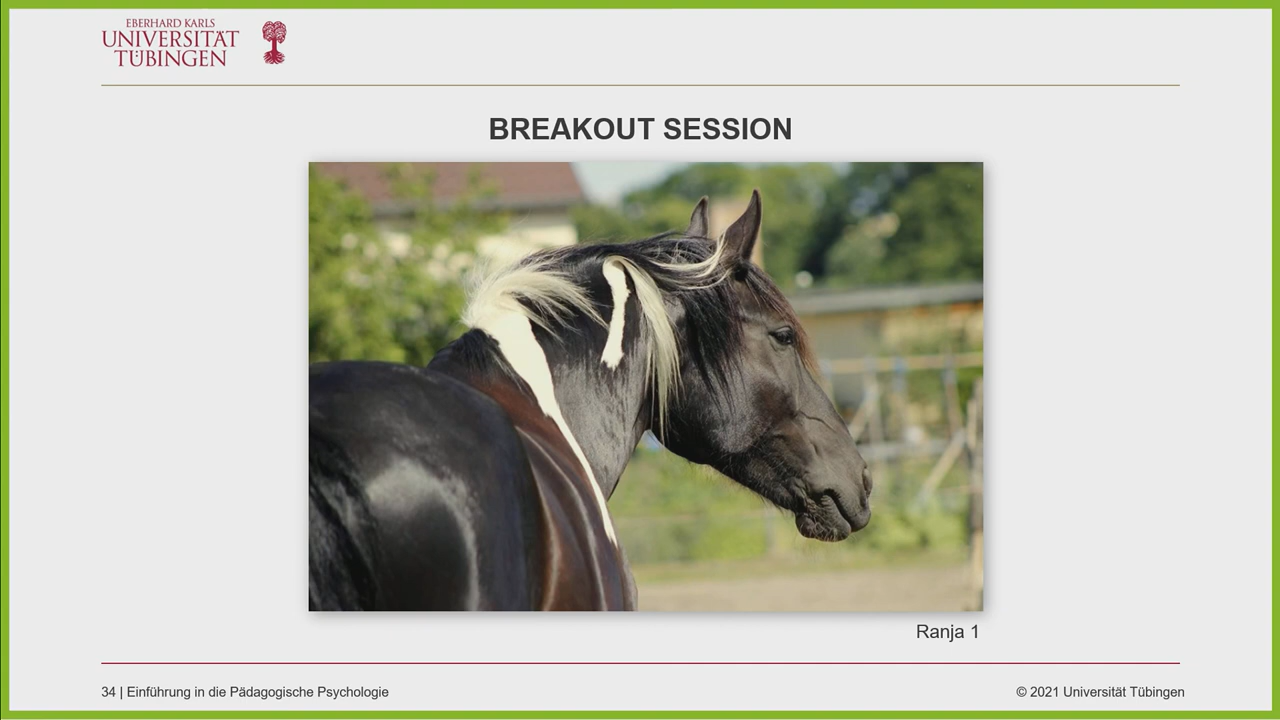 EBERHARD KARLS
UNIVERSITÄT
TÜBINGEN
BREAKOUT SESSION
Ranja 1
34 | Einführung in die Pädagogische Psychologie
© 2021 Universität Tübingen